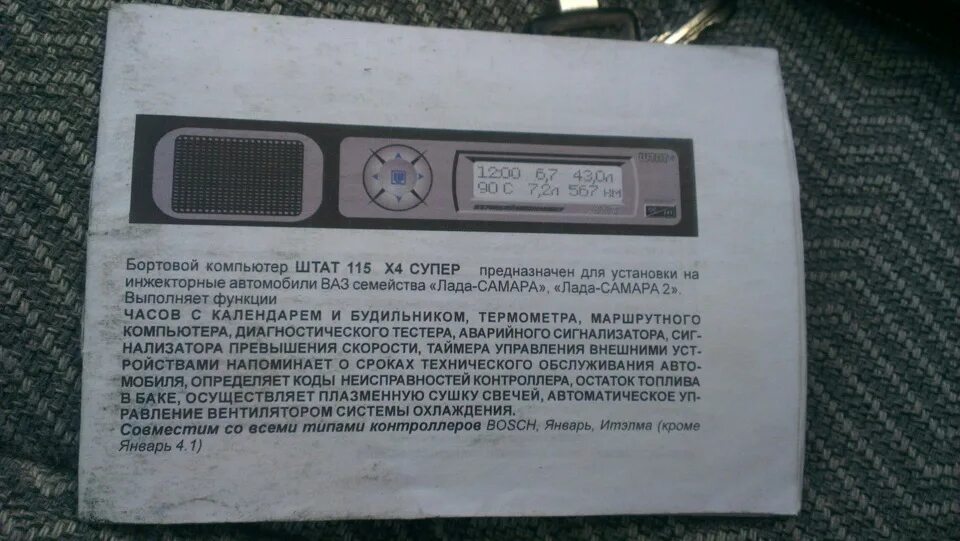 ШТАТ
12:00 6,7 43,0л
90 С 7,2л 567 км
Бортовой компьютер ШТАТ 115 Х4 СУПЕР предназначен для установки на
инжекторные автомобили ВАЗ семейства «Лада-САМАРА», «Лада-САМАРА 2».
Выполняет функции
ЧАСОВ С КАЛЕНДАРЕМ И БУДИЛЬНИКОМ, ТЕРМОМЕТРА, МАРШРУТНОГО
КОМПЬЮТЕРА, ДИАГНОСТИЧЕСКОГО ТЕСТЕРА, АВАРИЙНОГО СИГНАЛИЗАТОРА, СИГ-
НАЛИЗАТОРА ПРЕВЫШЕНИЯ СКОРОСТИ, ТАЙМЕРА УПРАВЛЕНИЯ ВНЕШНИМИ УСТ-
РОЙСТВАМИ НАПОМИНАЕТ О СРОКАХ ТЕХНИЧЕСКОГО ОБСЛУЖИВАНИЯ АВТО-
МОБИЛЯ, ОПРЕДЕЛЯЕТ КОДЫ НЕИСПРАВНОСТЕЙ КОНТРОЛЛЕРА, ОСТАТОК ТОПЛИВА
В БАКЕ, ОСУЩЕСТВЛЯЕТ ПЛАЗМЕННУЮ СУШКУ СВЕЧЕЙ, АВТОМАТИЧЕСКОЕ УП-
РАВЛЕНИЕ ВЕНТИЛЯТОРОМ СИСТЕМЫ ОХЛАЖДЕНИЯ.
Совместим со всеми типами контроллеров BOSCH, Январь, Итэлма (кроме
Январь 4.1)